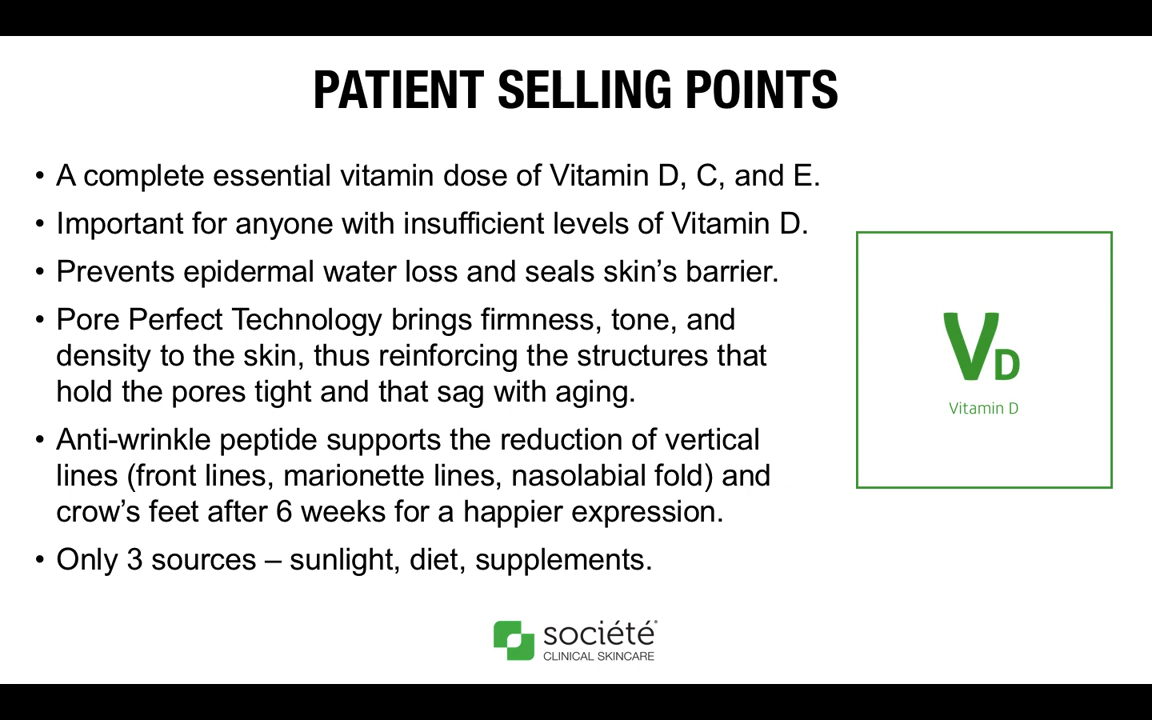 PATIENT SELLING POINTS
• A complete essential vitamin dose of Vitamin D, C, and E.
• Important for anyone with insufficient levels of Vitamin D.
• Prevents epidermal water loss and seals skin’s barrier.
• Pore Perfect Technology brings firmness, tone, and
density to the skin, thus reinforcing the structures that
hold the pores tight and that sag with aging.
• Anti-wrinkle peptide supports the reduction of vertical
lines (front lines, marionette lines, nasolabial fold) and
crow’s feet after 6 weeks for a happier expression.
• Only 3 sources – sunlight, diet, supplements.
VD
Vitamin D
société®
CLINICAL SKINCARE